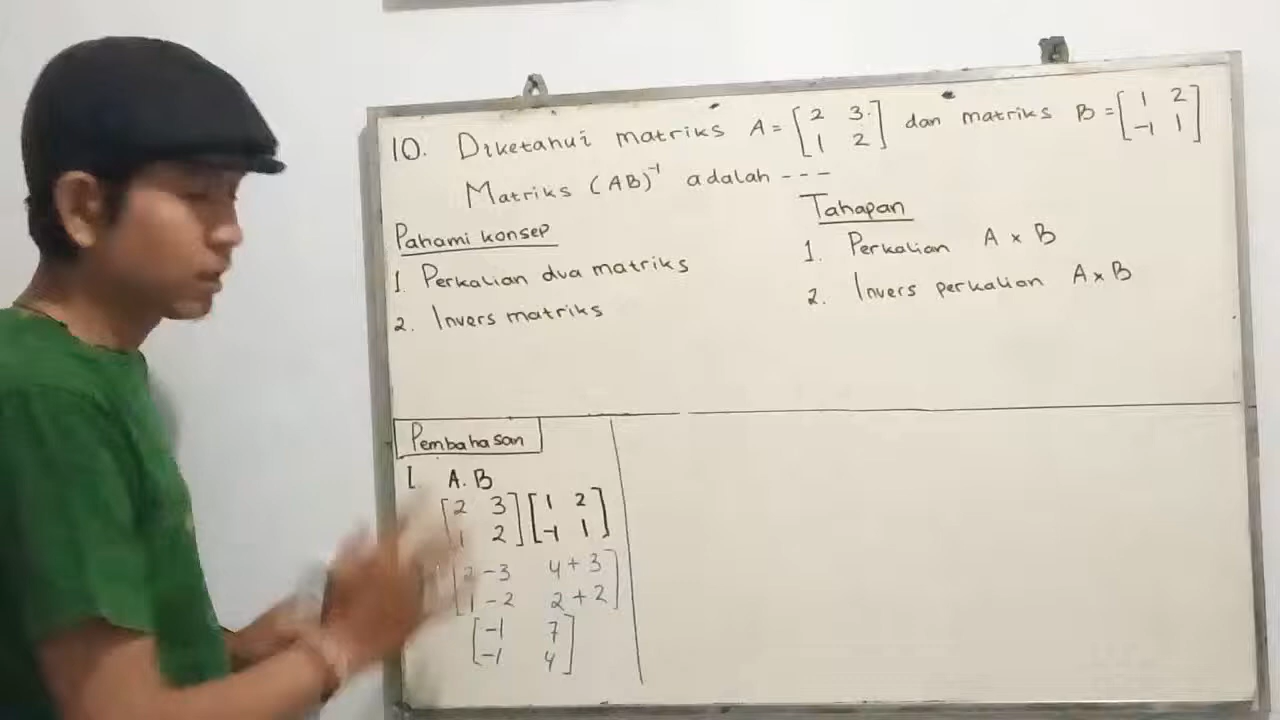 10. Diketahui matriks A = [2 3 1 2] dan matriks B = [1 2 -1 1]
Matriks (AB)⁻¹ adalah ---
Pahami konsep
1. Perkalian dua matriks
2. Invers matriks
Tahapan
1. Perkalian A x B
2. Invers perkalian A x B
Pembahasan
1. A. B
[2 3] [1 2]
[1 2] [-1 1]
[2-3 4+3]
[1-2 2+2]
[-1 7]
[-1 4]